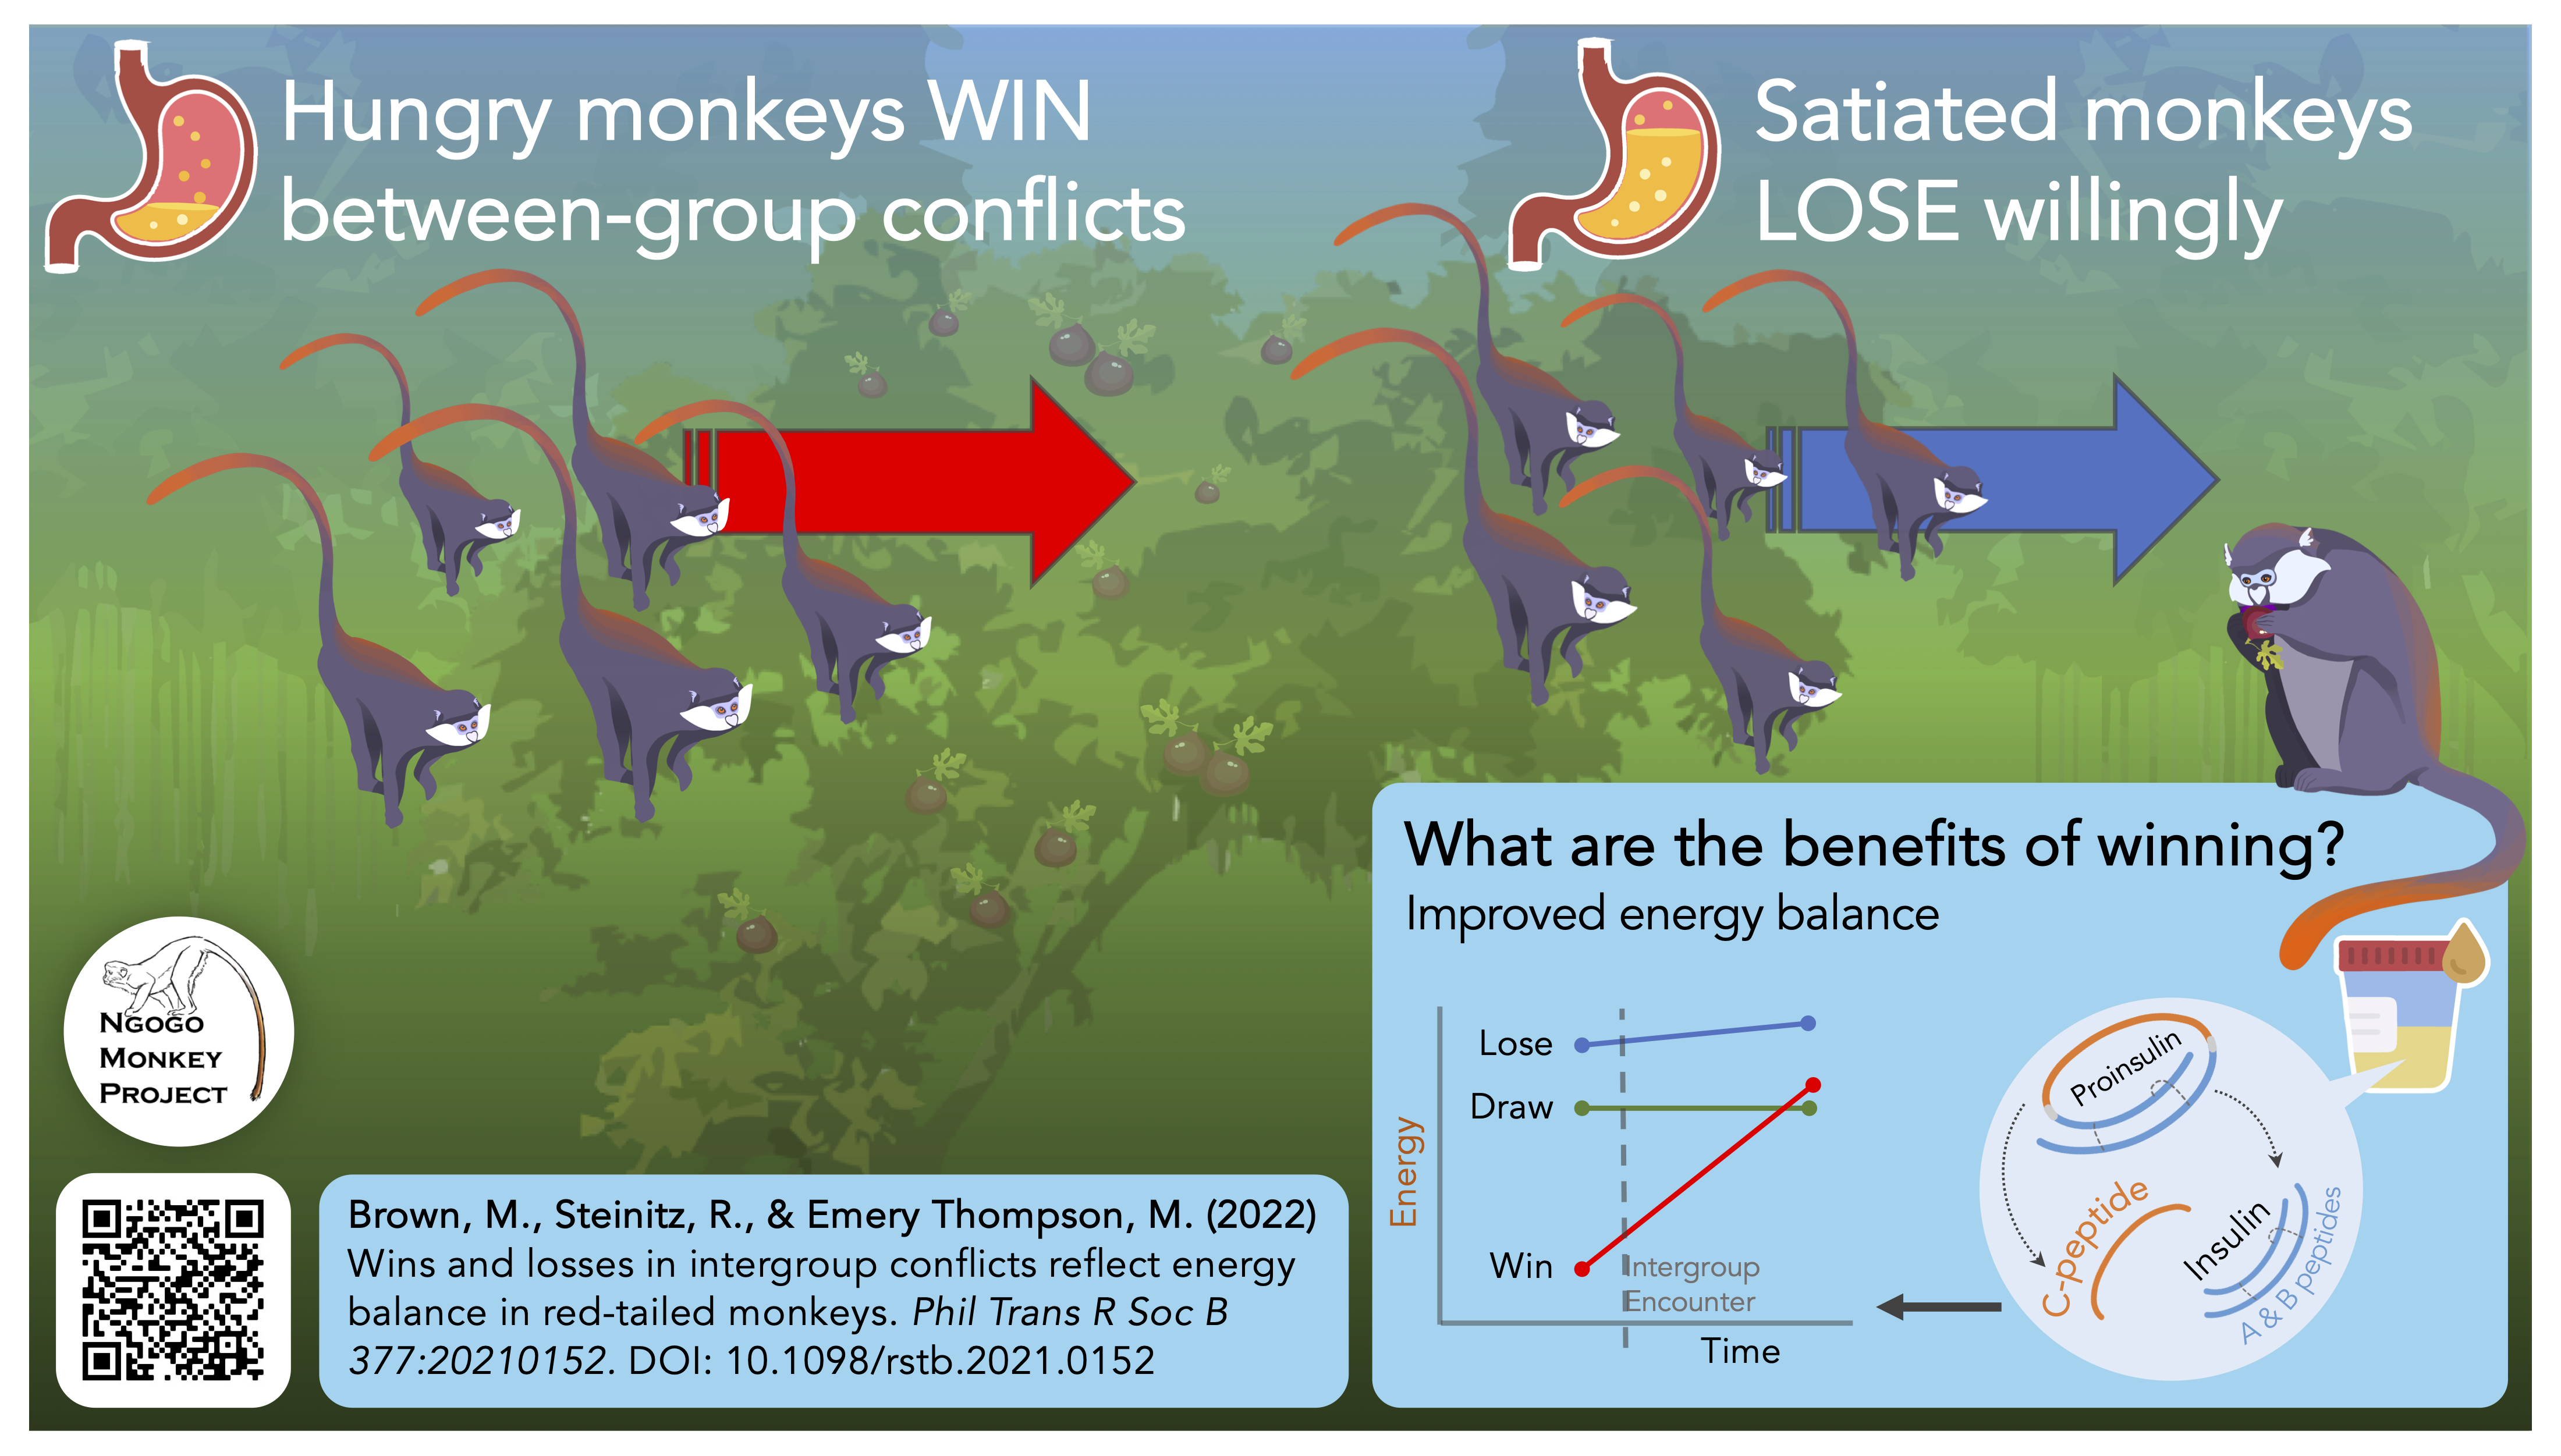 Hungry monkeys WIN
between-group conflicts
Satiated monkeys
LOSE willingly
What are the benefits of winning?
Improved energy balance
Lose
Draw
Win
Energy
Intergroup
Encounter
Time
Proinsulin
C-peptide
Insulin
A & B peptides
NGOGO
MONKEY
PROJECT
Brown, M., Steinitz, R., & Emery Thompson, M. (2022)
Wins and losses in intergroup conflicts reflect energy
balance in red-tailed monkeys. Phil Trans R Soc B
377:20210152. DOI: 10.1098/rstb.2021.0152